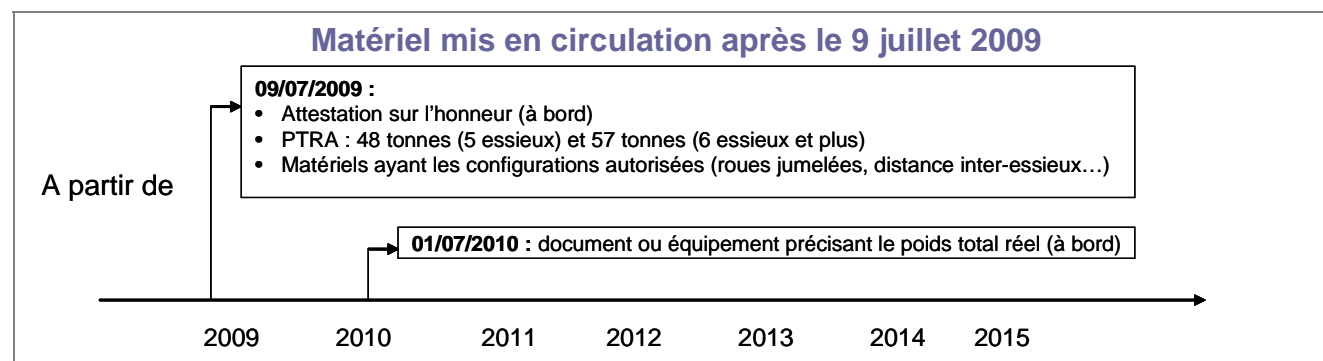 Matériel mis en circulation après le 9 juillet 2009
09/07/2009 :
• Attestation sur l'honneur (à bord)
• PTRA : 48 tonnes (5 essieux) et 57 tonnes (6 essieux et plus)
• Matériels ayant les configurations autorisées (roues jumelées, distance inter-essieux…)
A partir de
01/07/2010 : document ou équipement précisant le poids total réel (à bord)
2009 2010 2011 2012 2013 2014 2015